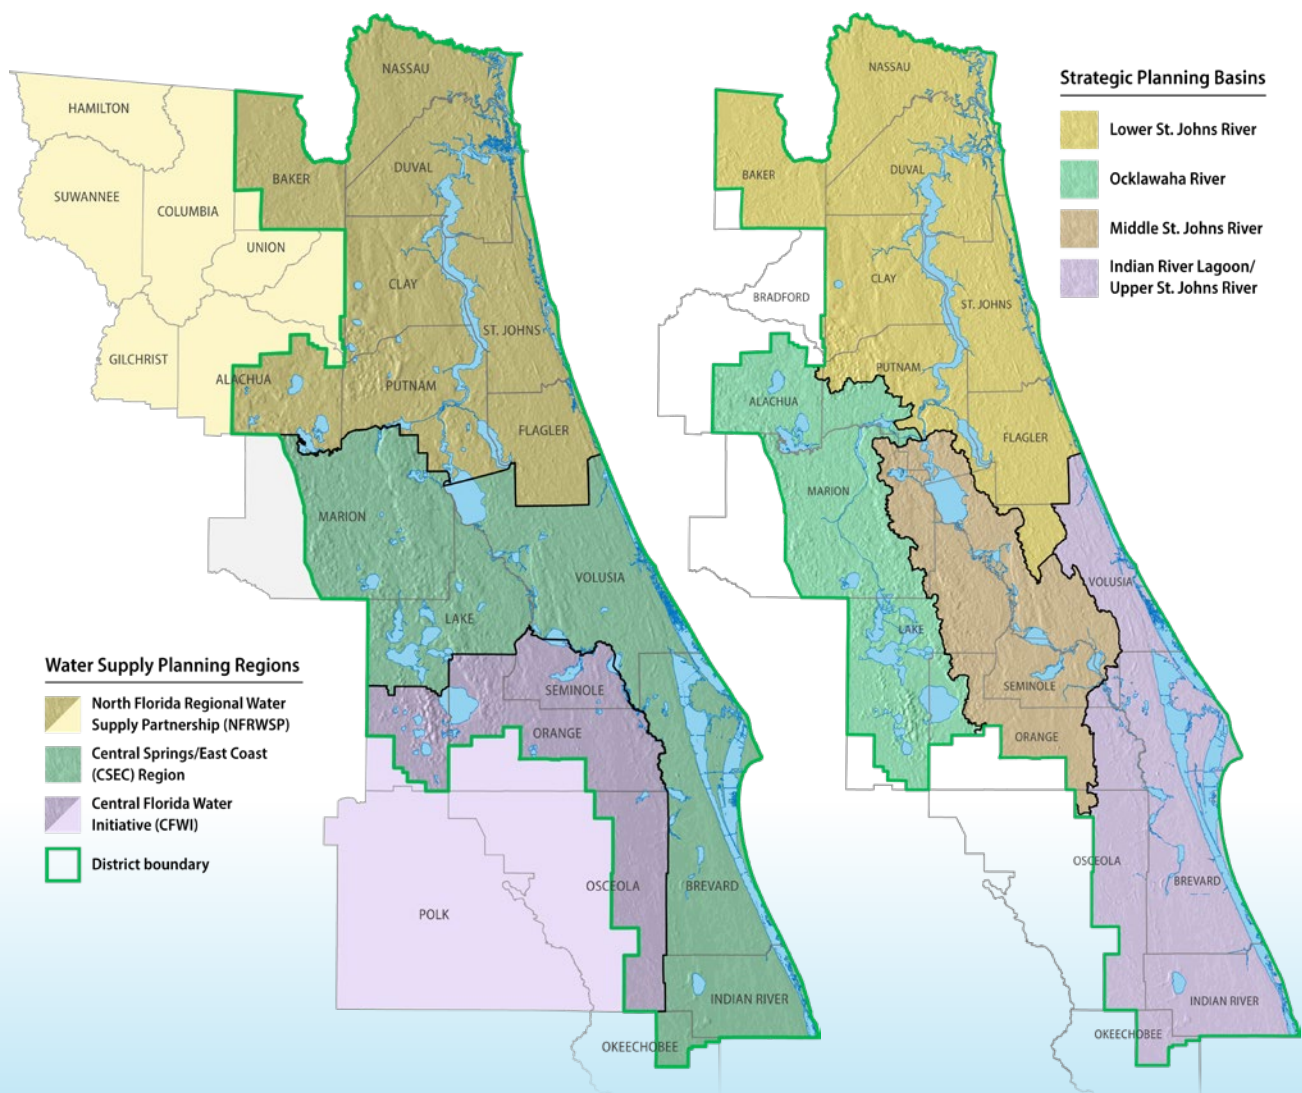 NASSAU
HAMILTON
BAKER
DUVAL
SUWANNEE
COLUMBIA
UNION
CLAY
ST. JOHNS
GILCHRIST
ALACHUA
PUTNAM
FLAGLER
MARION
VOLUSIA
LAKE
SEMINOLE
ORANGE
OSCEOLA
BREVARD
POLK
INDIAN RIVER
OKEECHOBEE
Water Supply Planning Regions
North Florida Regional Water
Supply Partnership (NFRWSP)
Central Springs/East Coast
(CSEC) Region
Central Florida Water
Initiative (CFWI)
District boundary
NASSAU
BAKER
DUVAL
CLAY
BRADFORD
ST. JOHNS
PUTNAM
ALACHUA
FLAGLER
MARION
VOLUSIA
LAKE
SEMINOLE
ORANGE
OSCEOLA
BREVARD
INDIAN RIVER
OKEECHOBEE
Strategic Planning Basins
Lower St. Johns River
Ocklawaha River
Middle St. Johns River
Indian River Lagoon/
Upper St. Johns River